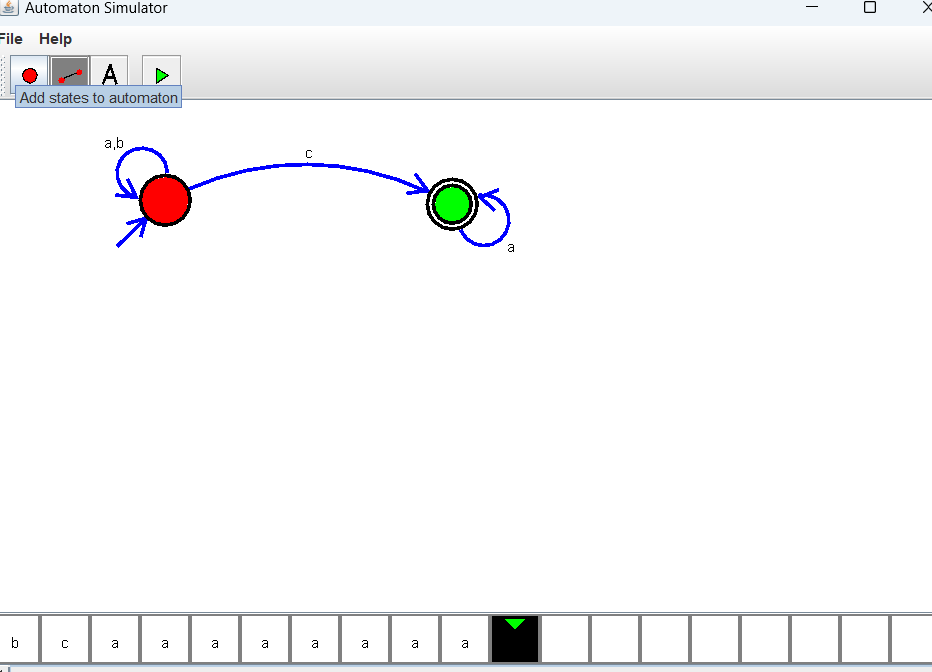 Automaton Simulator
File Help
A
Add states to automaton
a,b
c
a
b c a a a a a a a a